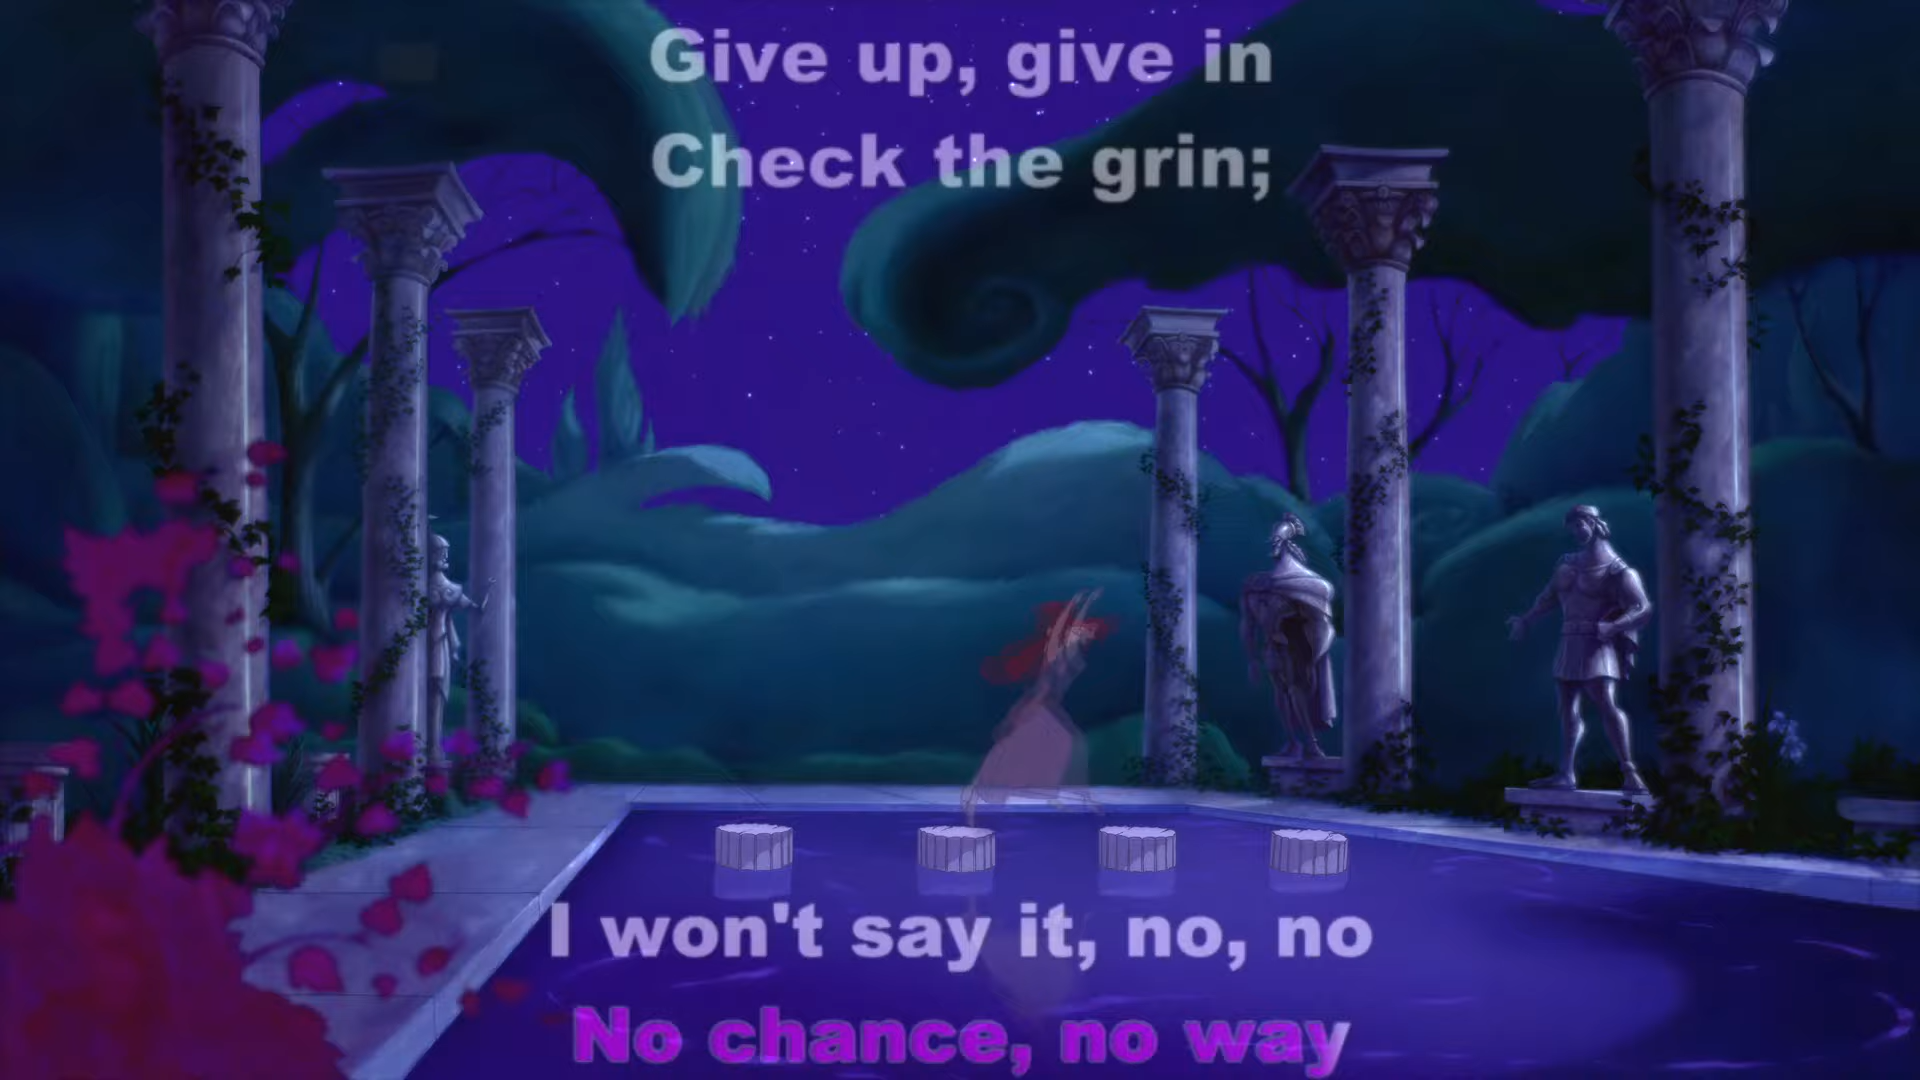 Give up, give in
Check the grin;
I won't say it, no, no
No chance, no way